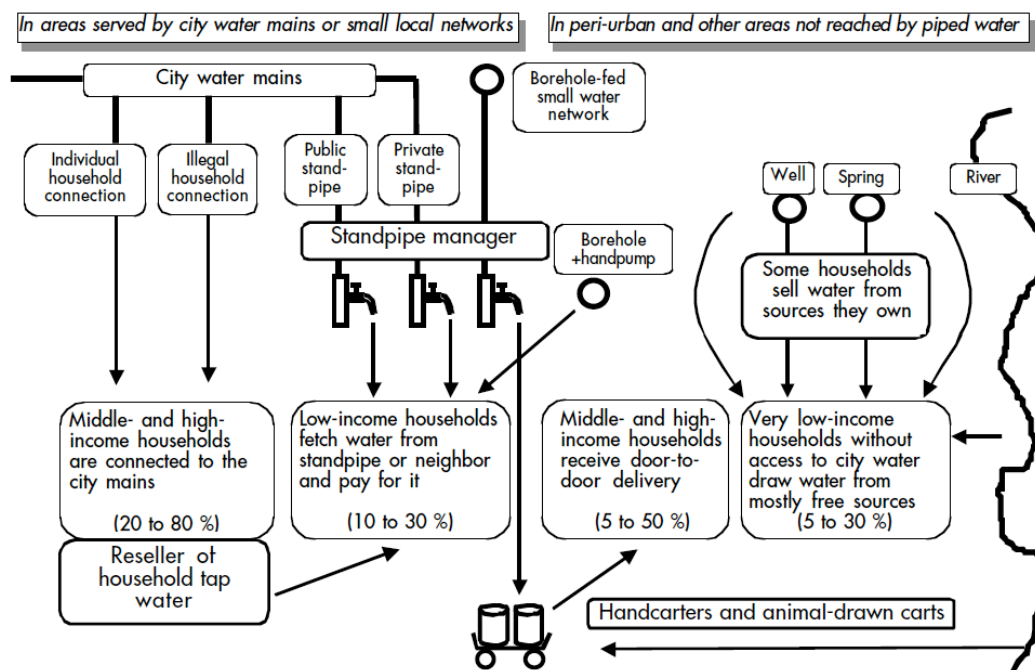 In areas served by city water mains or small local networks
In peri-urban and other areas not reached by piped water
City water mains
Borehole-fed
small water
network
Individual
household
connection
Illegal
household
connection
Public
stand-
pipe
Private
stand-
pipe
Well
Spring
River
Standpipe manager
Borehole
+handpump
Some households
sell water from
sources they own
Middle- and high-
income households
are connected to the
city mains
(20 to 80 %)
Low-income households
fetch water from
standpipe or neighbor
and pay for it
(10 to 30 %)
Middle- and high-
income households
receive door-to-
door delivery
(5 to 50 %)
Very low-income
households without
access to city water
draw water from
mostly free sources
(5 to 30 %)
Reseller of
household tap
water
Handcarters and animal-drawn carts